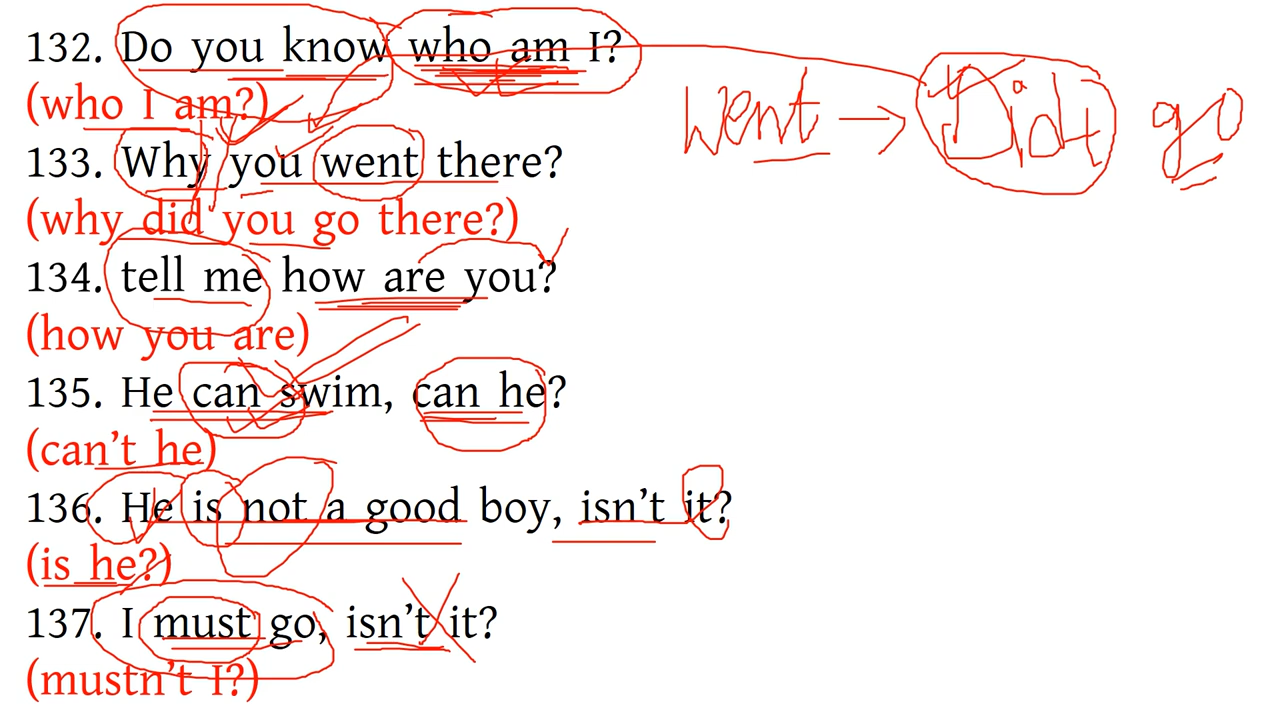 132. Do you know who am I?
(who I am?)
Went → Did go
133. Why you went there?
(why did you go there?)
134. tell me how are you?
(how you are)
135. He can swim, can he?
(can't he)
136. He is not a good boy, isn't it?
(is he?)
137. I must go, isn't it?
(mustn't I?)